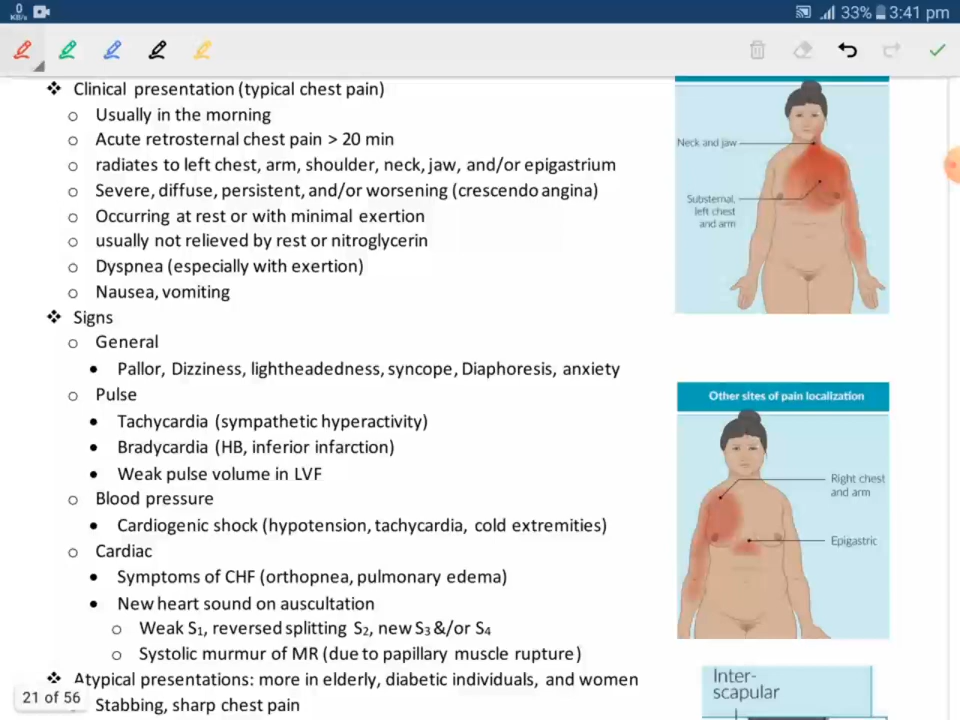 0
KB/s
33% 3:41 pm
❖ Clinical presentation (typical chest pain)
o Usually in the morning
o Acute retrosternal chest pain > 20 min
o radiates to left chest, arm, shoulder, neck, jaw, and/or epigastrium
o Severe, diffuse, persistent, and/or worsening (crescendo angina)
o Occurring at rest or with minimal exertion
o usually not relieved by rest or nitroglycerin
o Dyspnea (especially with exertion)
o Nausea, vomiting
❖ Signs
o General
• Pallor, Dizziness, lightheadedness, syncope, Diaphoresis, anxiety
o Pulse
• Tachycardia (sympathetic hyperactivity)
• Bradycardia (HB, inferior infarction)
• Weak pulse volume in LVF
o Blood pressure
• Cardiogenic shock (hypotension, tachycardia, cold extremities)
o Cardiac
• Symptoms of CHF (orthopnea, pulmonary edema)
• New heart sound on auscultation
o Weak S₁, reversed splitting S₂, new S₃ &/or S₄
o Systolic murmur of MR (due to papillary muscle rupture)
❖ Atypical presentations: more in elderly, diabetic individuals, and women
Stabbing, sharp chest pain
21 of 56
Neck and jaw
Substernal,
left chest
and arm
Other sites of pain localization
Right chest
and arm
Epigastric
Inter-
scapular